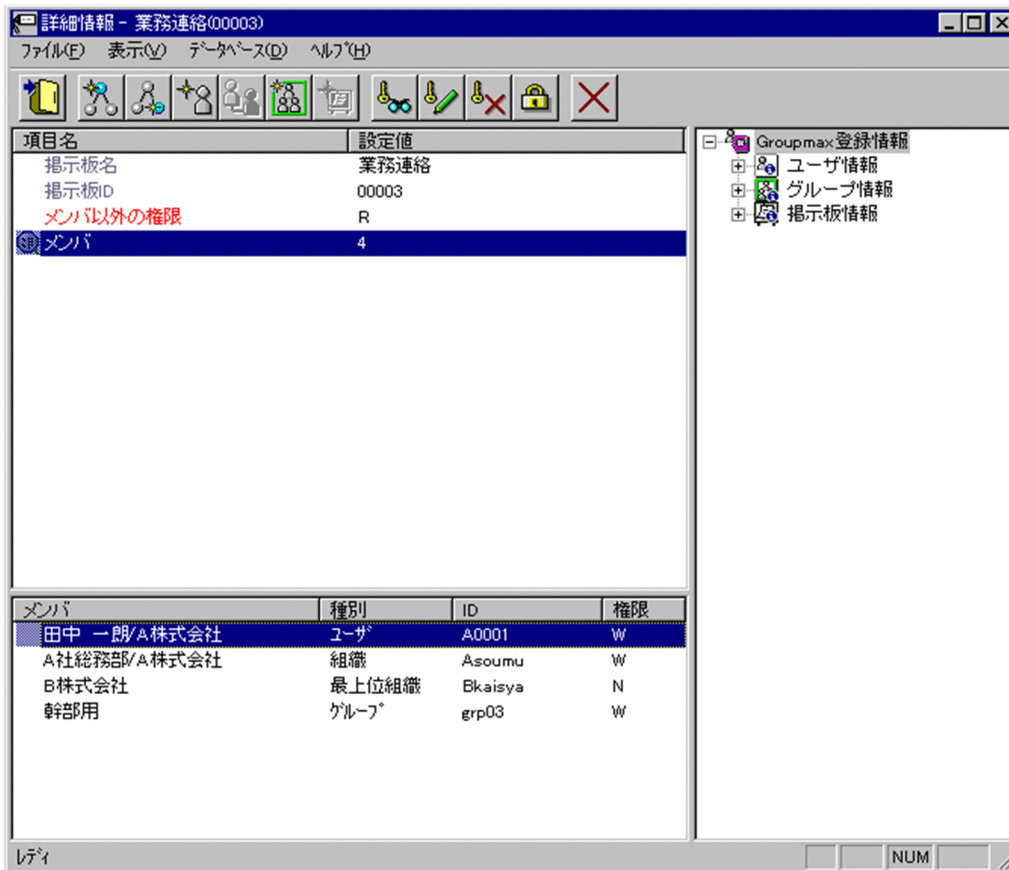 詳細情報 - 業務連絡(00003)
ファイル(F) 表示(V) データベース(D) ヘルプ(H)
項目名 設定値
掲示板名 業務連絡
掲示板ID 00003
メンバ以外の権限 R
メンバ 4
メンバ 種別 ID 権限
田中 一朗/A株式会社 ユーザ A0001 W
A社総務部/A株式会社 組織 Asoumu W
B株式会社 最上位組織 Bkaisya N
幹部用 グループ grp03 W
Groupmax登録情報
ユーザ情報
グループ情報
掲示板情報
レディ NUM